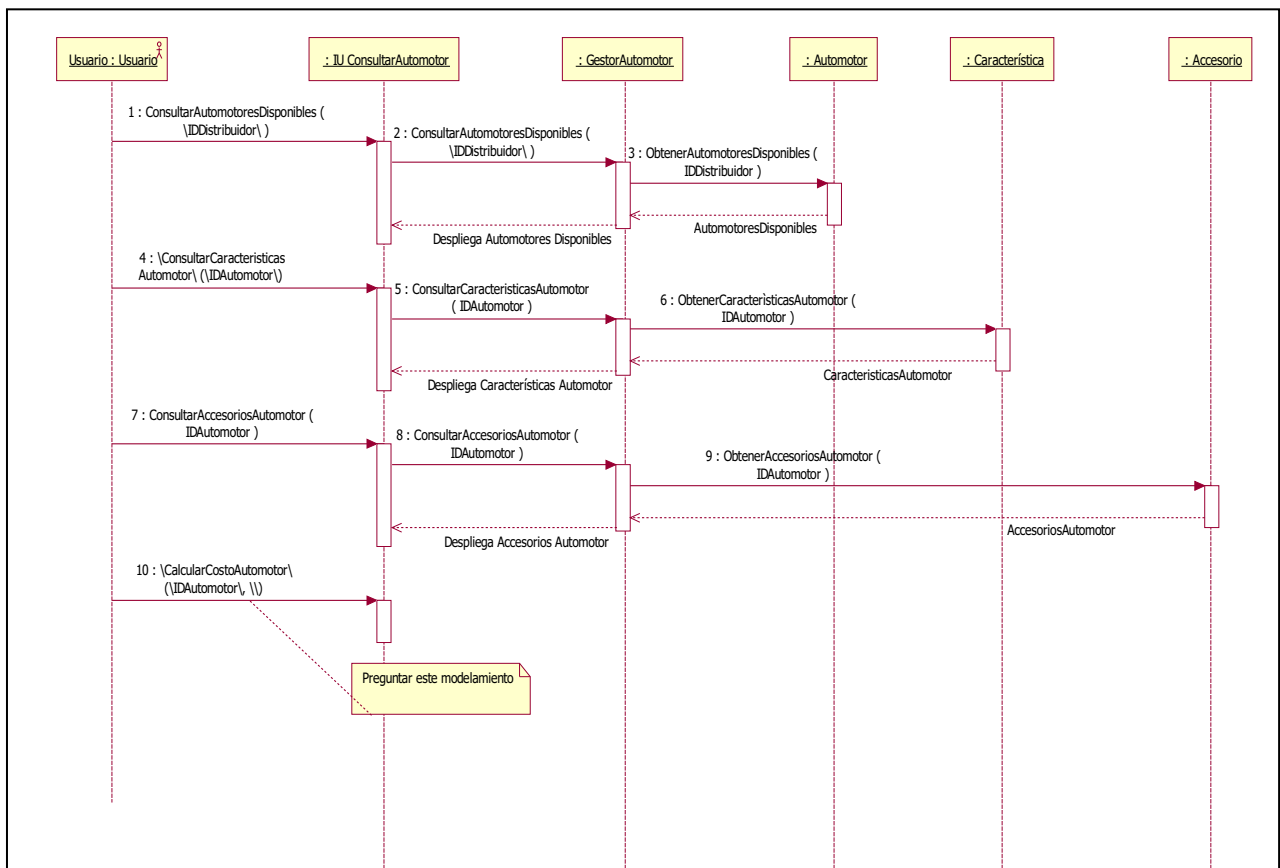 Usuario : Usuario
: IU ConsultarAutomotor
: GestorAutomotor
: Automotor
: Característica
: Accesorio
1 : ConsultarAutomotoresDisponibles (
\IDDistribuidor\ )
2 : ConsultarAutomotoresDisponibles (
\IDDistribuidor\ )
3 : ObtenerAutomotoresDisponibles (
IDDistribuidor )
AutomotoresDisponibles
Despliega Automotores Disponibles
4 : \ConsultarCaracteristicas
Automotor\ (\IDAutomotor\)
5 : ConsultarCaracteristicasAutomotor
( IDAutomotor )
6 : ObtenerCaracterìsticasAutomotor (
IDAutomotor )
CaracteristicasAutomotor
Despliega Características Automotor
7 : ConsultarAccesoriosAutomotor (
IDAutomotor )
8 : ConsultarAccesoriosAutomotor (
IDAutomotor )
9 : ObtenerAccesoriosAutomotor (
IDAutomotor )
AccesoriosAutomotor
Despliega Accesorios Automotor
10 : \CalcularCostoAutomotor\
(\IDAutomotor\, \\)
Preguntar este modelamiento